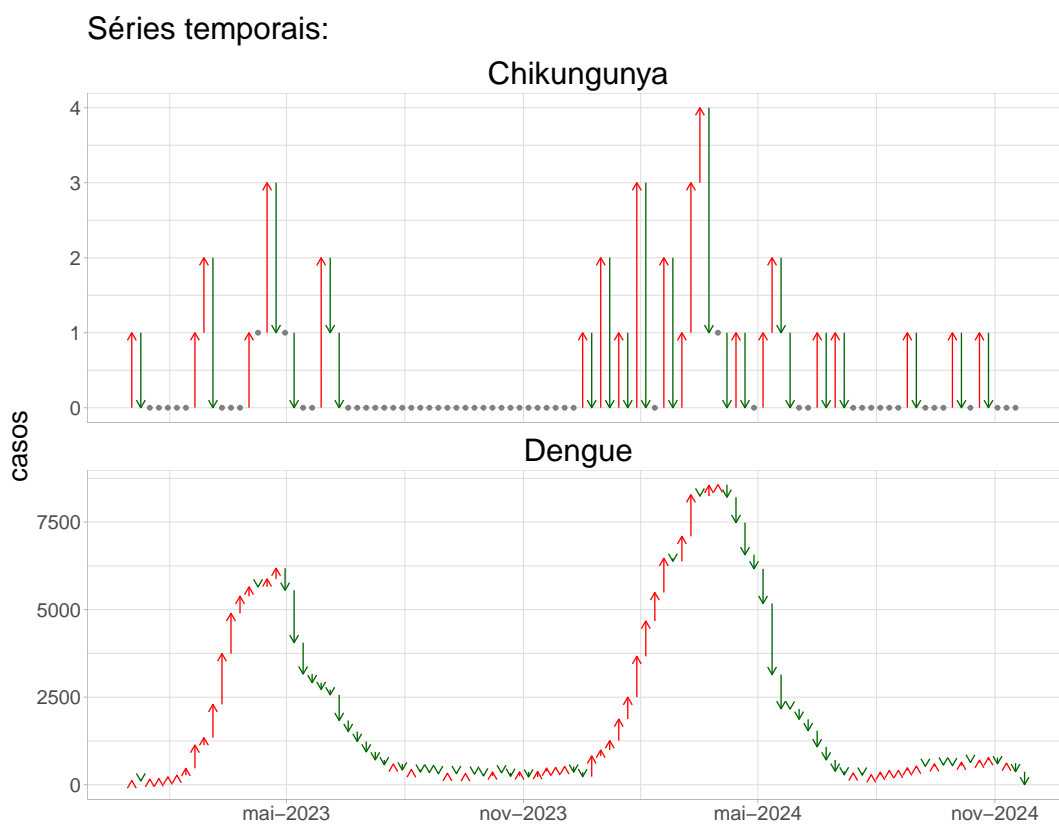 Séries temporais:
Chikungunya
4
3
2
1
0
casos
Dengue
7500
5000
2500
0
mai−2023
nov−2023
mai−2024
nov−2024